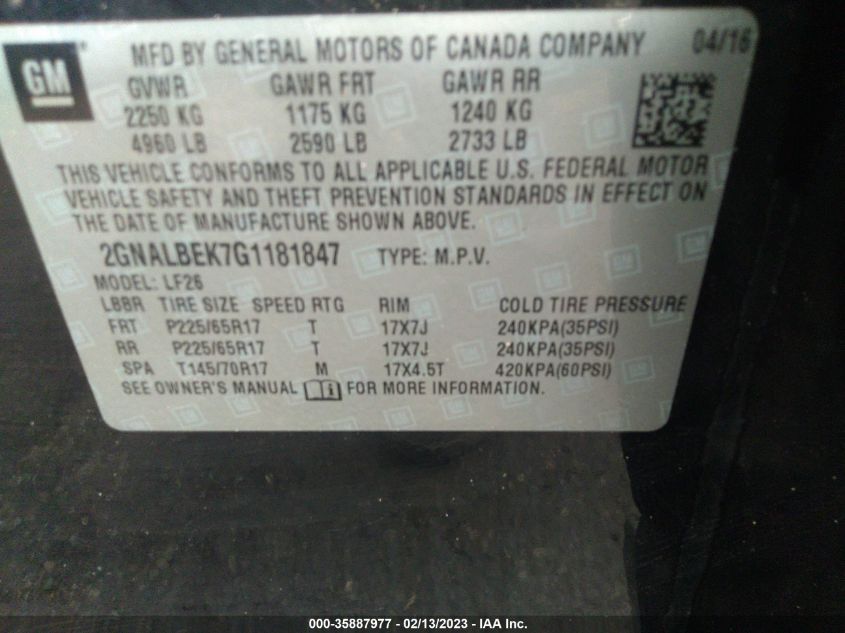 GM
MFD BY GENERAL MOTORS OF CANADA COMPANY 04/16
GVWR GAWR FRT GAWR RR
2250 KG 1175 KG 1240 KG
4960 LB 2590 LB 2733 LB
THIS VEHICLE CONFORMS TO ALL APPLICABLE U.S. FEDERAL MOTOR
VEHICLE SAFETY AND THEFT PREVENTION STANDARDS IN EFFECT ON
THE DATE OF MANUFACTURE SHOWN ABOVE.
2GNALBEK7G1181847 TYPE: M.P.V.
MODEL: LF26
LBBR TIRE SIZE SPEED RTG RIM COLD TIRE PRESSURE
FRT P225/65R17 T 17X7J 240KPA(35PSI)
RR P225/65R17 T 17X7J 240KPA(35PSI)
SPA T145/70R17 M 17X4.5T 420KPA(60PSI)
SEE OWNER'S MANUAL FOR MORE INFORMATION.
000-35887977 - 02/13/2023 - IAA Inc.